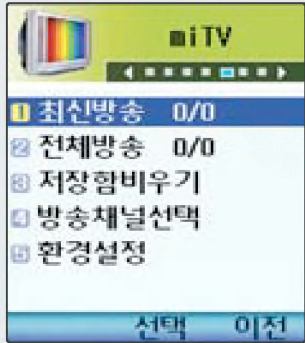 miTV
1 최신방송 0/0
2 전체방송 0/0
3 저장함비우기
4 방송채널선택
5 환경설정
선택 이전